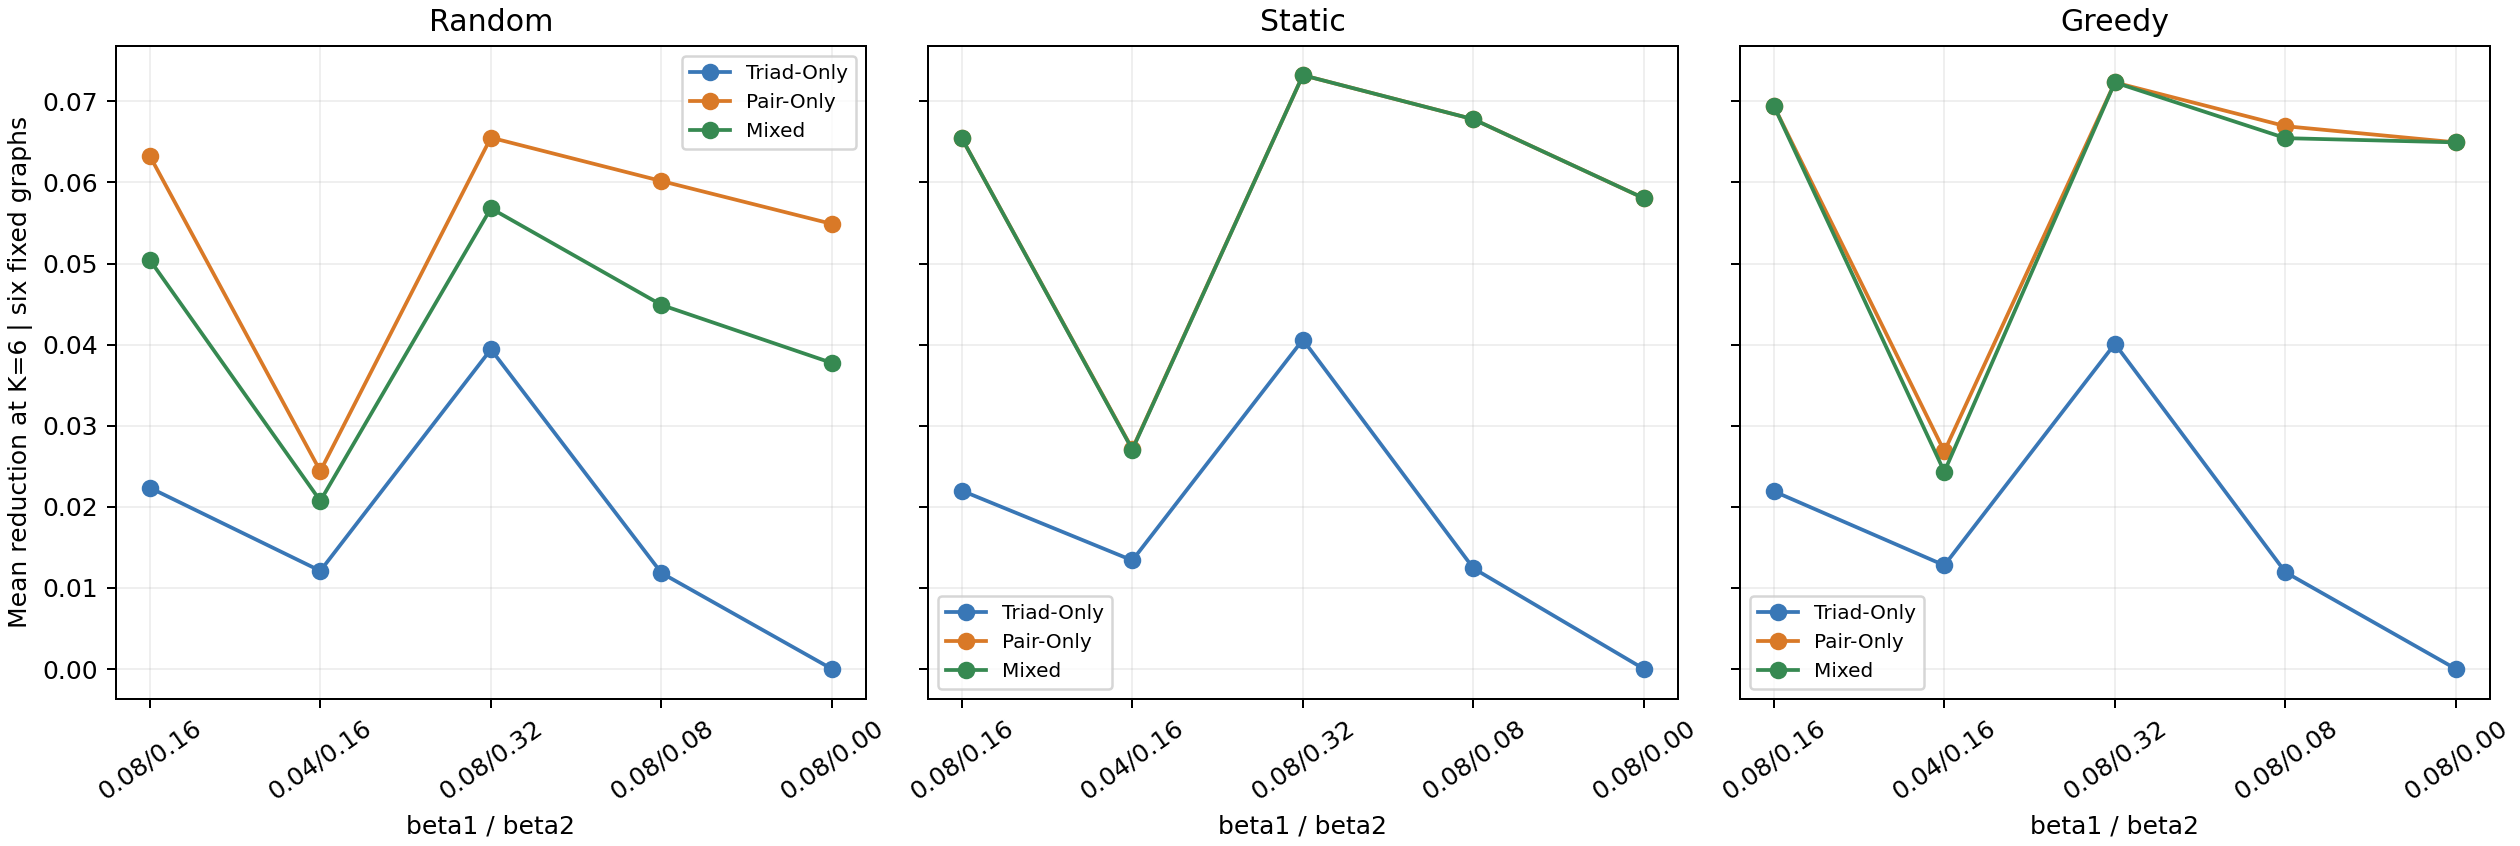 Random
Static
Greedy
Mean reduction at K=6 | six fixed graphs
0.07
0.06
0.05
0.04
0.03
0.02
0.01
0.00
Triad-Only
Pair-Only
Mixed
0.08/0.16
0.04/0.16
0.08/0.32
0.08/0.08
0.08/0.00
beta1 / beta2
Triad-Only
Pair-Only
Mixed
0.08/0.16
0.04/0.16
0.08/0.32
0.08/0.08
0.08/0.00
beta1 / beta2
Triad-Only
Pair-Only
Mixed
0.08/0.16
0.04/0.16
0.08/0.32
0.08/0.08
0.08/0.00
beta1 / beta2